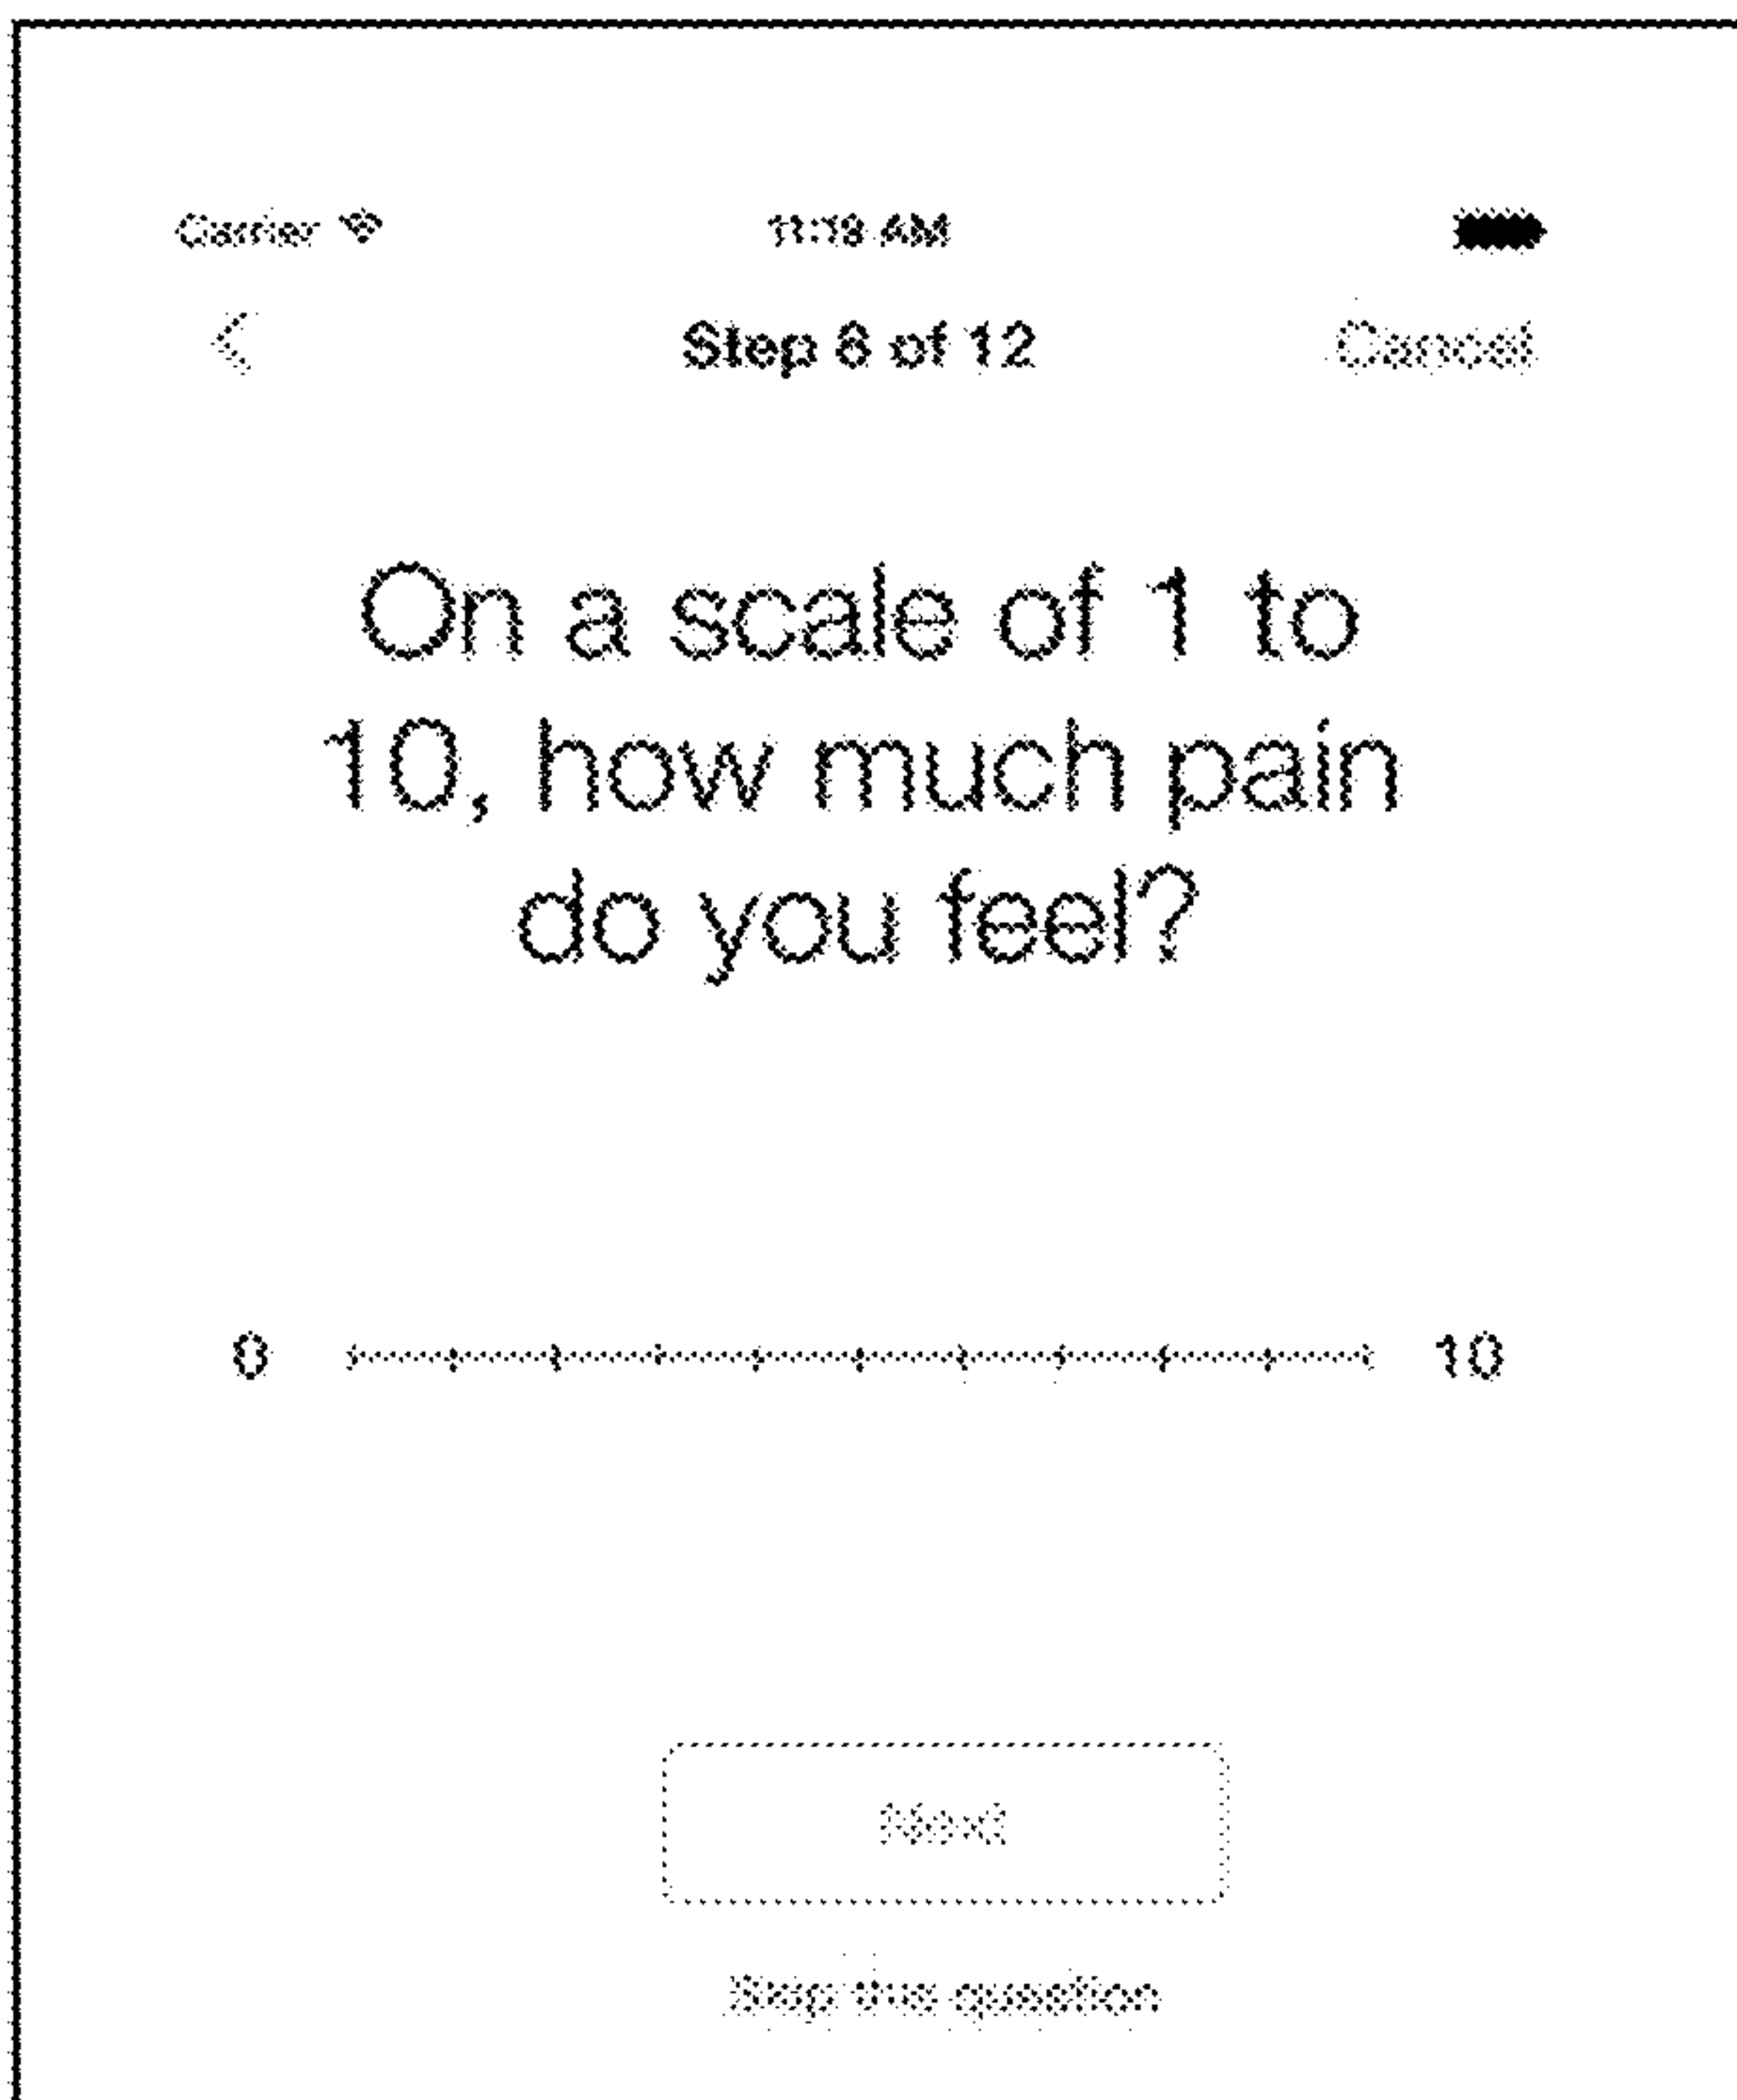 Carrier 11:18 AM
Step 6 of 12 Cancel
On a scale of 1 to
10, how much pain
do you feel?
0 10
Next
Skip this question